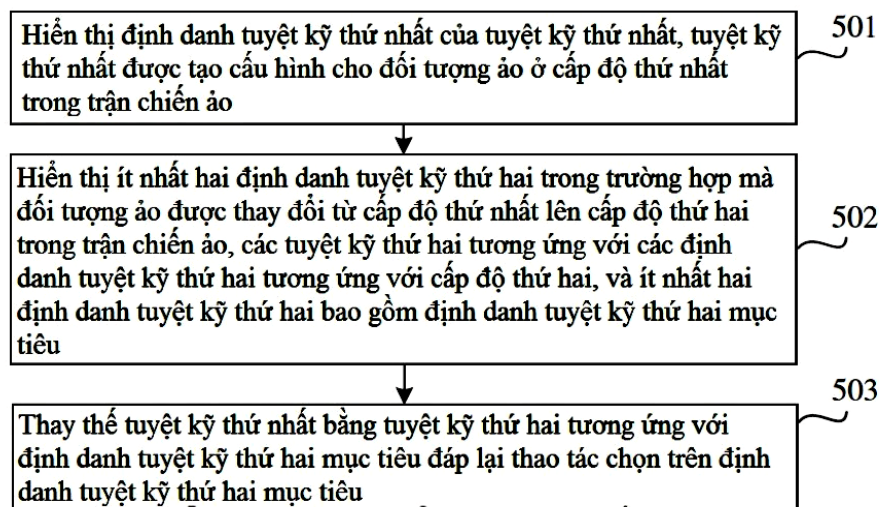 Hiển thị định danh tuyệt kỹ thứ nhất của tuyệt kỹ thứ nhất, tuyệt kỹ
thứ nhất được tạo cấu hình cho đối tượng ảo ở cấp độ thứ nhất
trong trận chiến ảo
501
Hiển thị ít nhất hai định danh tuyệt kỹ thứ hai trong trường hợp mà
đối tượng ảo được thay đổi từ cấp độ thứ nhất lên cấp độ thứ hai
trong trận chiến ảo, các tuyệt kỹ thứ hai tương ứng với các định
danh tuyệt kỹ thứ hai tương ứng với cấp độ thứ hai, và ít nhất hai
định danh tuyệt kỹ thứ hai bao gồm định danh tuyệt kỹ thứ hai mục
tiêu
502
Thay thế tuyệt kỹ thứ nhất bằng tuyệt kỹ thứ hai tương ứng với
định danh tuyệt kỹ thứ hai mục tiêu đáp lại thao tác chọn trên định
danh tuyệt kỹ thứ hai mục tiêu
503